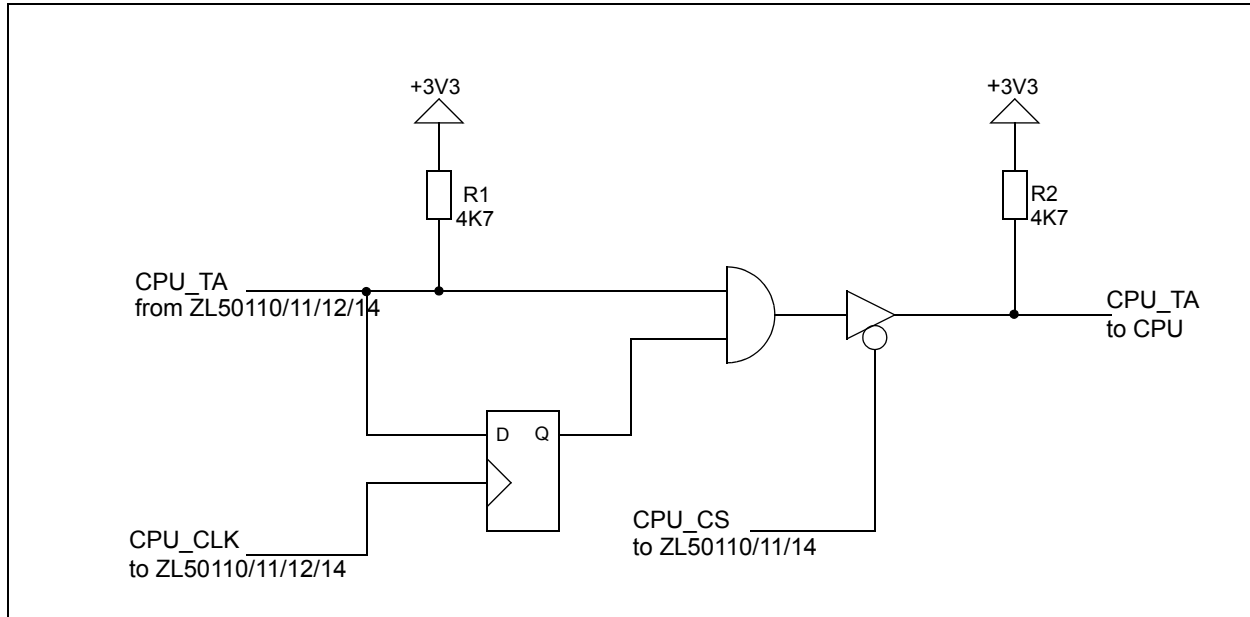 +3V3
+3V3
R1
4K7
R2
4K7
CPU_TA
from ZL50110/11/12/14
CPU_TA
to CPU
D Q
CPU_CLK
to ZL50110/11/12/14
CPU_CS
to ZL50110/11/14